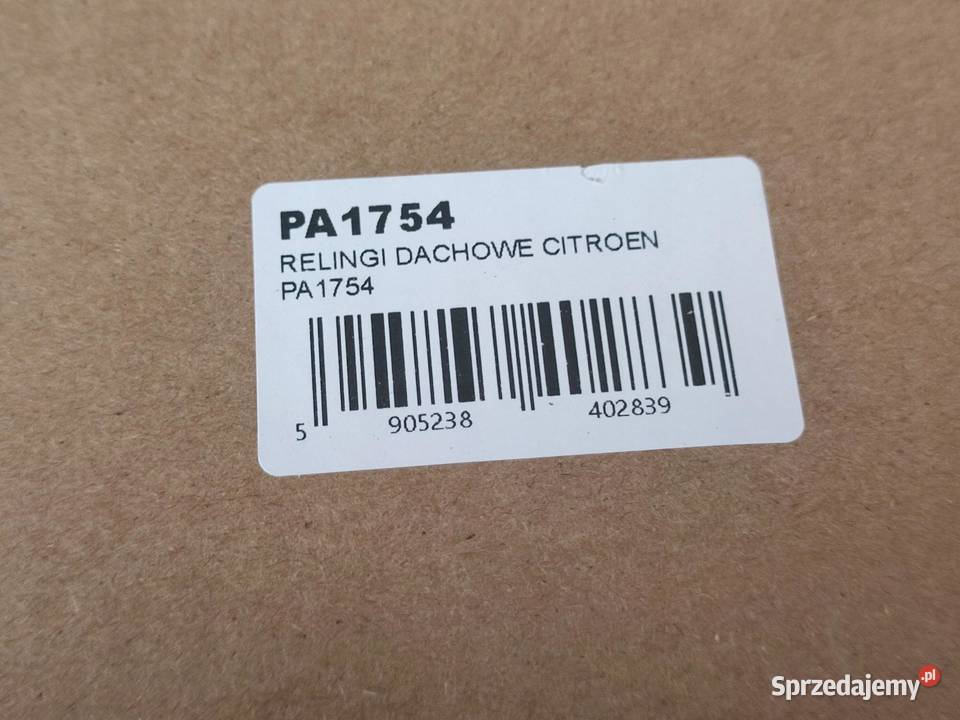 PA1754
RELINGI DACHOWE CITROEN
PA1754
5 905238 402839
Sprzedajemy.pl